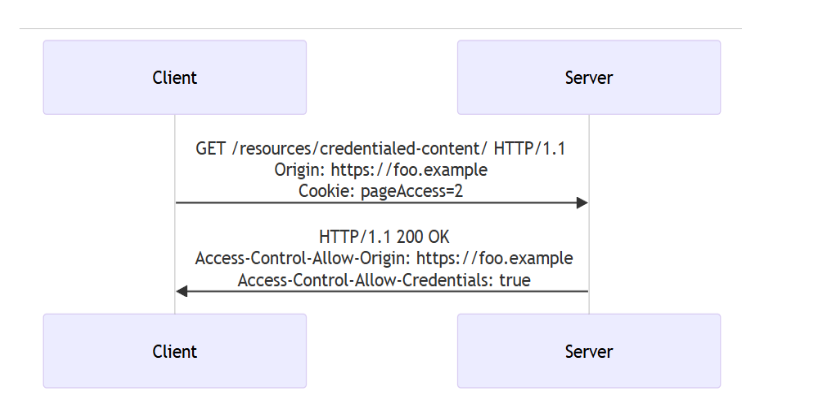 Client
Server
GET /resources/credentialed-content/ HTTP/1.1
Origin: https://foo.example
Cookie: pageAccess=2
HTTP/1.1 200 OK
Access-Control-Allow-Origin: https://foo.example
Access-Control-Allow-Credentials: true
Client
Server